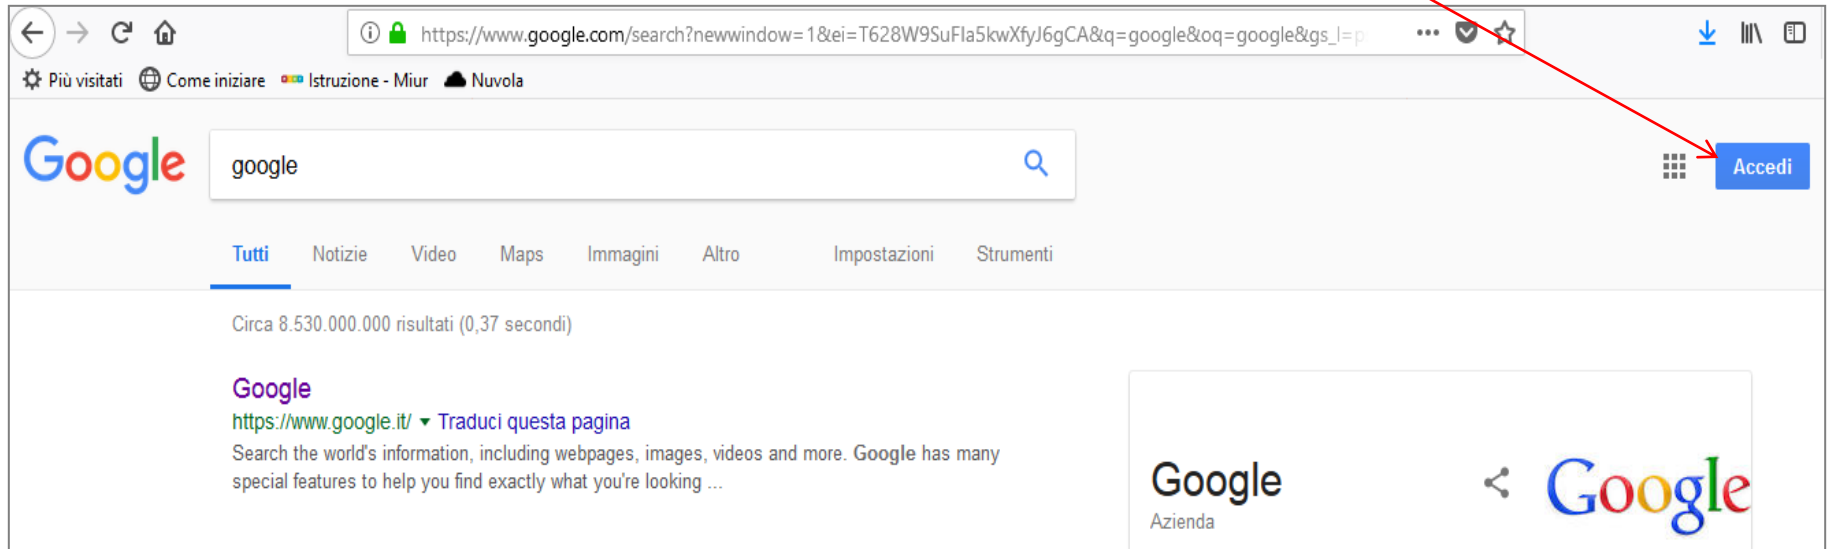 https://www.google.com/search?newwindow=1&ei=T628W9SuFIa5kwXfyJ6gCA&q=google&oq=google&gs_l=p
Più visitati Come iniziare Istruzione - Miur Nuvola
Google google Accedi
Tutti Notizie Video Maps Immagini Altro Impostazioni Strumenti
Circa 8.530.000.000 risultati (0,37 secondi)
Google
https://www.google.it/ Traduci questa pagina
Search the world's information, including webpages, images, videos and more. Google has many
special features to help you find exactly what you're looking ...
Google Google
Azienda